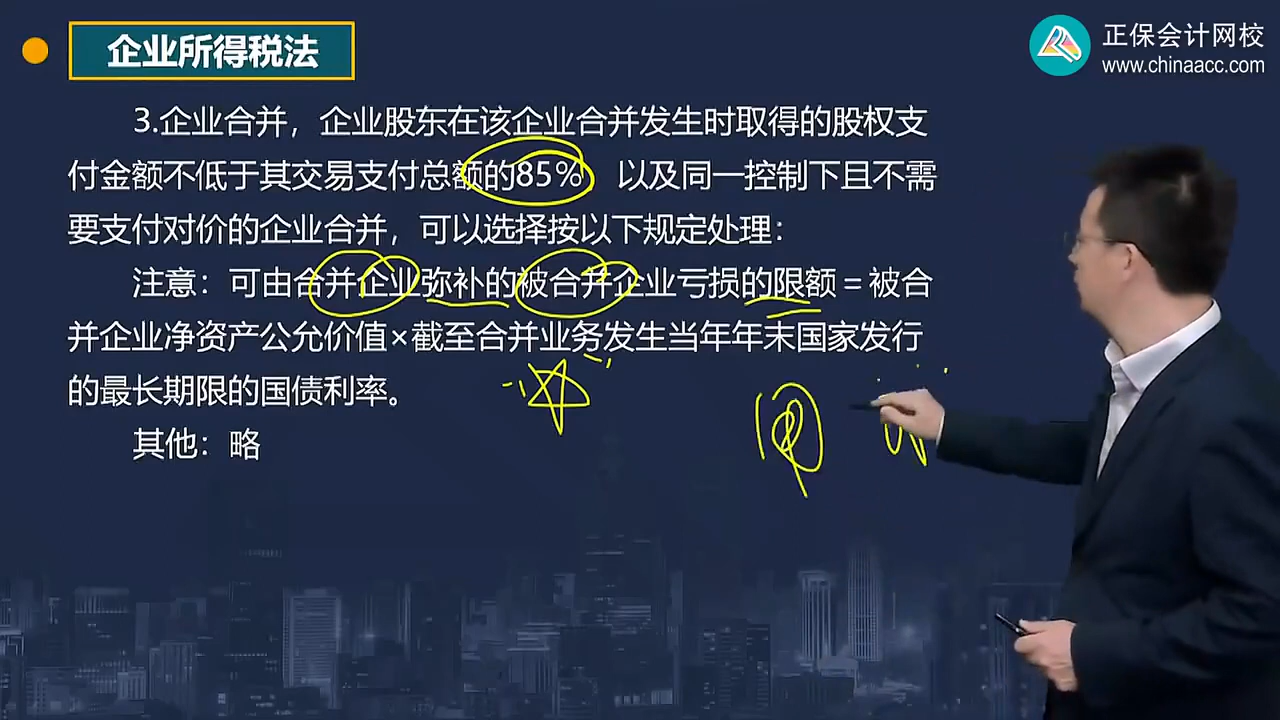 企业所得税法
正保会计网校
www.chinaacc.com
3.企业合并，企业股东在该企业合并发生时取得的股权支
付金额不低于其交易支付总额的85%，以及同一控制下且不需
要支付对价的企业合并，可以选择按以下规定处理：
注意：可由合并企业弥补的被合并企业亏损的限额＝被合
并企业净资产公允价值×截至合并业务发生当年年末国家发行
的最长期限的国债利率。
其他：略